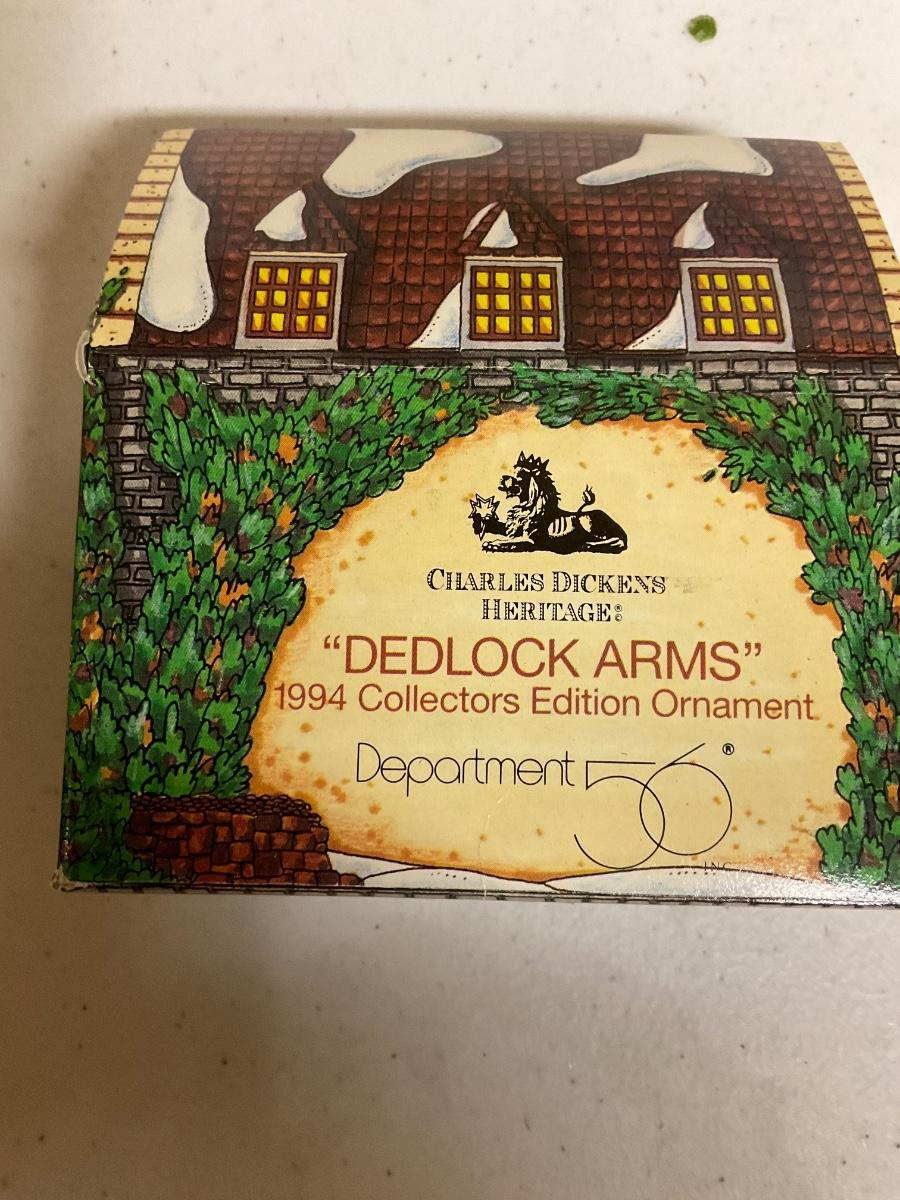 CHARLES DICKENS
HERITAGE®
“DEDLOCK ARMS”
1994 Collectors Edition Ornament
Department 56®
INC.